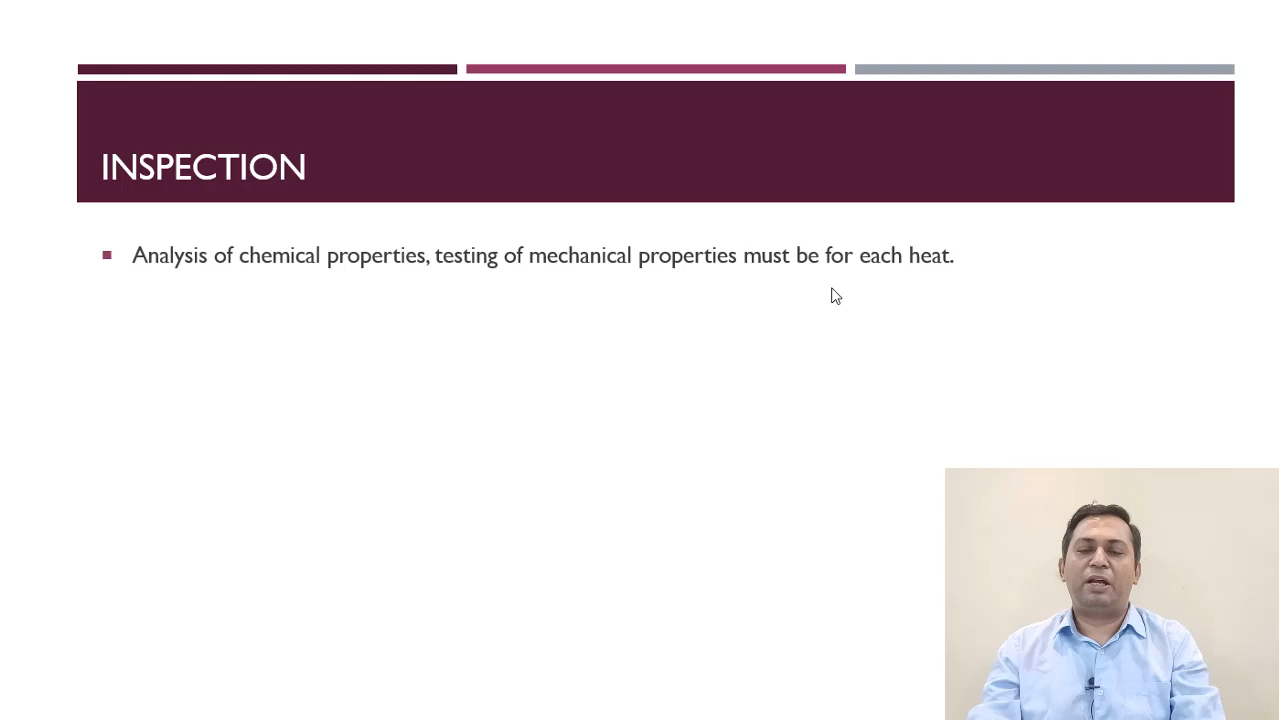 INSPECTION
Analysis of chemical properties, testing of mechanical properties must be for each heat.